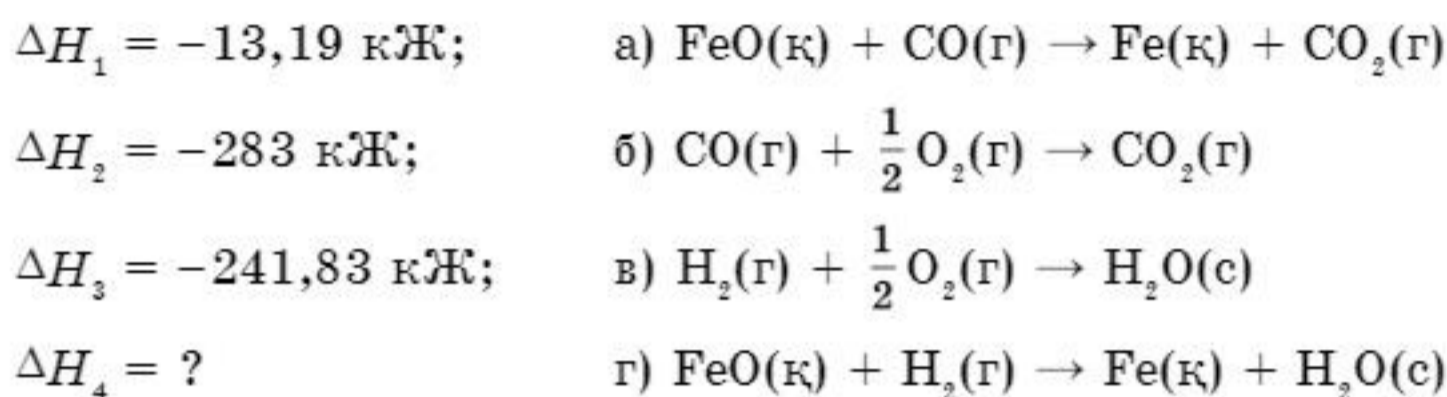 ΔH₁ = −13,19 кЖ; а) FeO(қ) + CO(г) → Fe(қ) + CO₂(г)
ΔH₂ = −283 кЖ; б) CO(г) + 1/2 O₂(г) → CO₂(г)
ΔH₃ = −241,83 кЖ; в) H₂(г) + 1/2 O₂(г) → H₂O(с)
ΔH₄ = ? г) FeO(қ) + H₂(г) → Fe(қ) + H₂O(с)